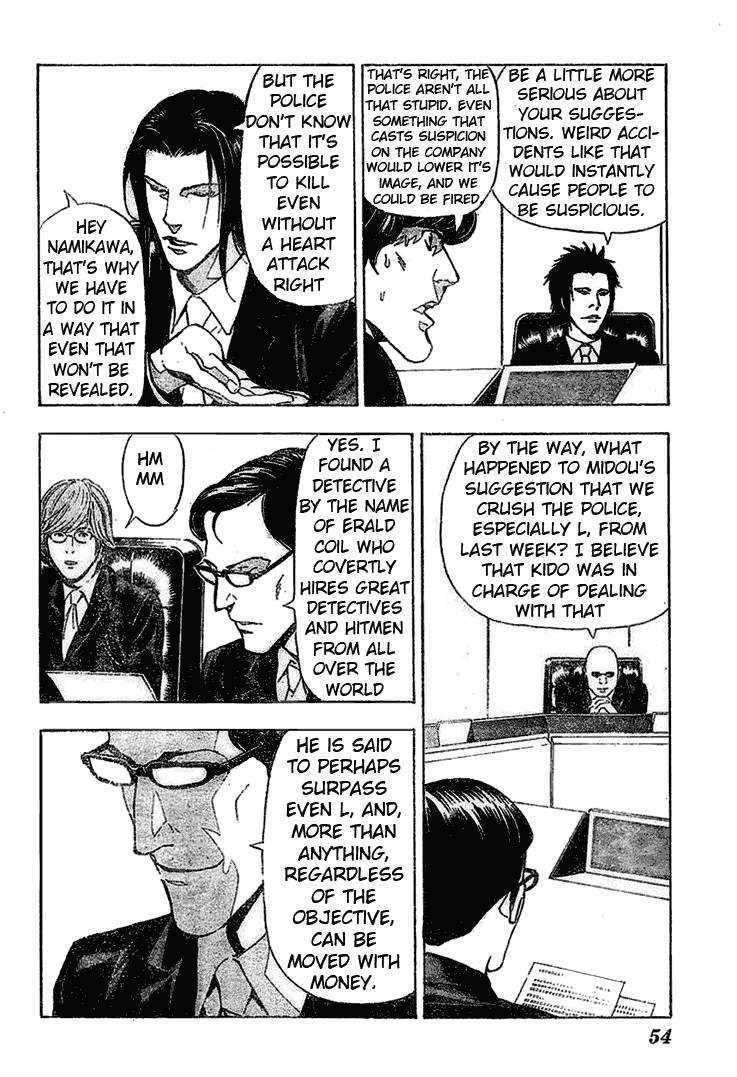 BE A LITTLE MORE
SERIOUS ABOUT
YOUR SUGGES-
TIONS. WEIRD ACCI-
DENTS LIKE THAT
WOULD INSTANTLY
CAUSE PEOPLE TO
BE SUSPICIOUS.
THAT'S RIGHT, THE
POLICE AREN'T ALL
THAT STUPID. EVEN
SOMETHING THAT
CASTS SUSPICION
ON THE COMPANY
WOULD LOWER IT'S
IMAGE, AND WE
COULD BE FIRED.
BUT THE
POLICE
DON'T KNOW
THAT IT'S
POSSIBLE
TO KILL
EVEN
WITHOUT
A HEART
ATTACK
RIGHT
HEY
NAMIKAWA,
THAT'S WHY
WE HAVE
TO DO IT IN
A WAY THAT
EVEN THAT
WON'T BE
REVEALED.
BY THE WAY, WHAT
HAPPENED TO MIDOU'S
SUGGESTION THAT WE
CRUSH THE POLICE,
ESPECIALLY L, FROM
LAST WEEK? I BELIEVE
THAT KIDO WAS IN
CHARGE OF DEALING
WITH THAT
YES. I
FOUND A
DETECTIVE
BY THE NAME
OF ERALD
COIL WHO
COVERTLY
HIRES GREAT
DETECTIVES
AND HITMEN
FROM ALL
OVER THE
WORLD
HM
MM
HE IS SAID
TO PERHAPS
SURPASS
EVEN L, AND,
MORE THAN
ANYTHING,
REGARDLESS
OF THE
OBJECTIVE,
CAN BE
MOVED WITH
MONEY.
54